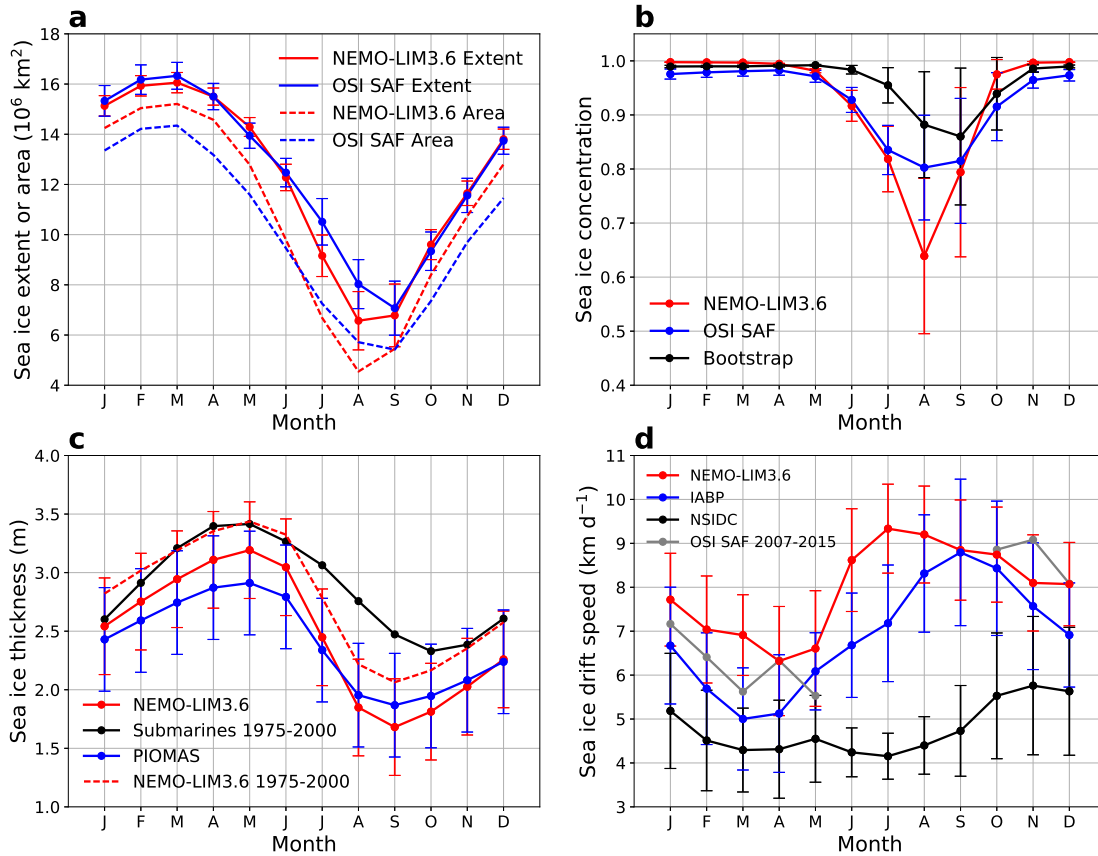 a
Sea ice extent or area (10⁶ km²)
18
16
14
12
10
8
6
4
NEMO-LIM3.6 Extent
OSI SAF Extent
NEMO-LIM3.6 Area
OSI SAF Area
J F M A M J J A S O N D
Month
b
Sea ice concentration
1.0
0.9
0.8
0.7
0.6
0.5
0.4
NEMO-LIM3.6
OSI SAF
Bootstrap
J F M A M J J A S O N D
Month
c
Sea ice thickness (m)
4.0
3.5
3.0
2.5
2.0
1.5
1.0
NEMO-LIM3.6
Submarines 1975-2000
PIOMAS
NEMO-LIM3.6 1975-2000
J F M A M J J A S O N D
Month
d
Sea ice drift speed (km d⁻¹)
11
10
9
8
7
6
5
4
3
NEMO-LIM3.6
IABP
NSIDC
OSI SAF 2007-2015
J F M A M J J A S O N D
Month